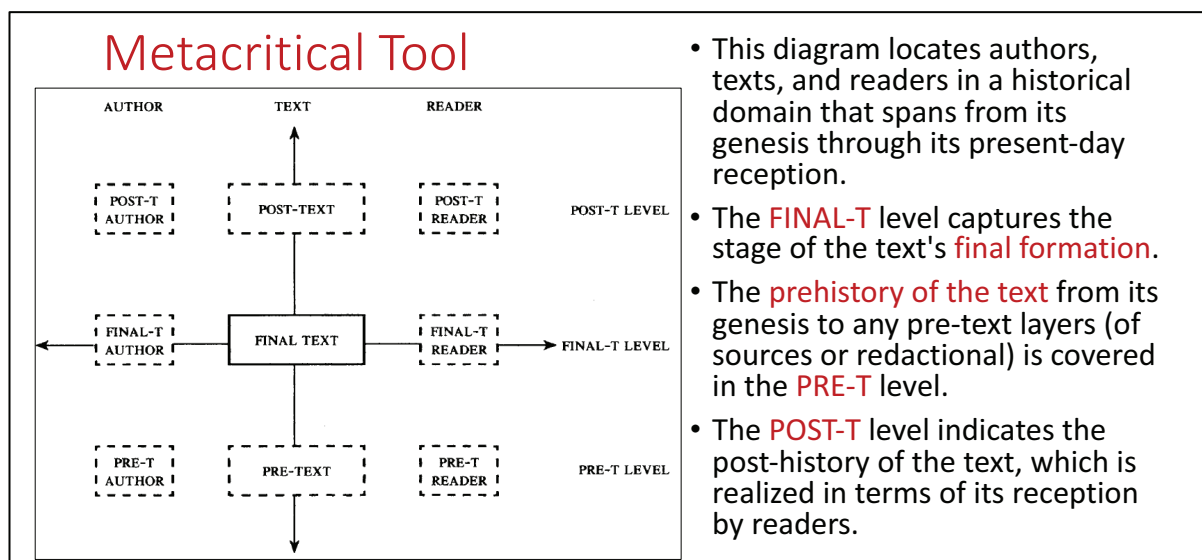 Metacritical Tool
AUTHOR TEXT READER
POST-T AUTHOR
POST-TEXT
POST-T READER
POST-T LEVEL
FINAL-T AUTHOR
FINAL TEXT
FINAL-T READER
FINAL-T LEVEL
PRE-T AUTHOR
PRE-TEXT
PRE-T READER
PRE-T LEVEL
• This diagram locates authors,
texts, and readers in a historical
domain that spans from its
genesis through its present-day
reception.
• The FINAL-T level captures the
stage of the text's final formation.
• The prehistory of the text from its
genesis to any pre-text layers (of
sources or redactional) is covered
in the PRE-T level.
• The POST-T level indicates the
post-history of the text, which is
realized in terms of its reception
by readers.